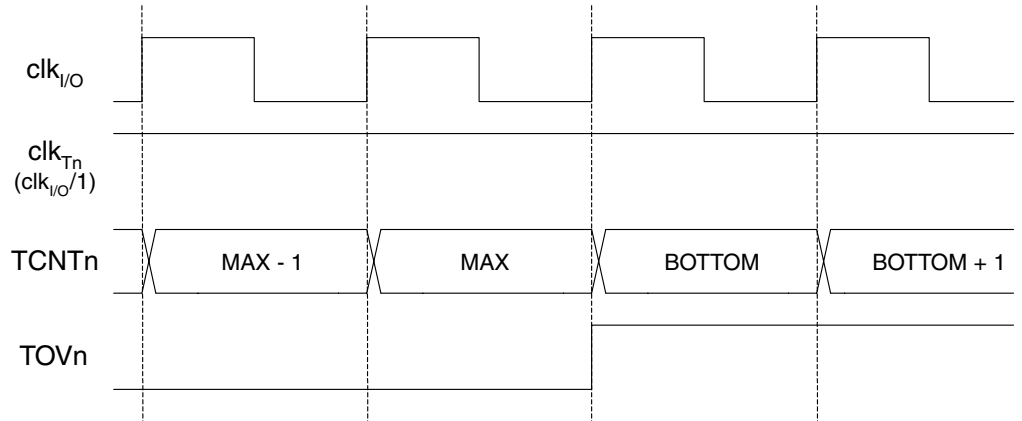 clkI/O
clkTn
(clkI/O/1)
TCNTn MAX - 1 MAX BOTTOM BOTTOM + 1
TOVn